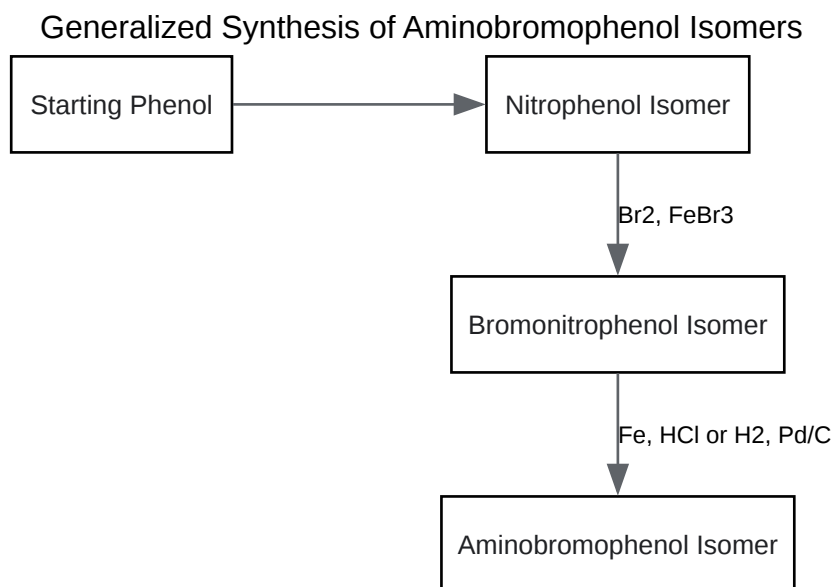 Generalized Synthesis of Aminobromophenol Isomers
Starting Phenol
Nitrophenol Isomer
Br2, FeBr3
Bromonitrophenol Isomer
Fe, HCl or H2, Pd/C
Aminobromophenol Isomer